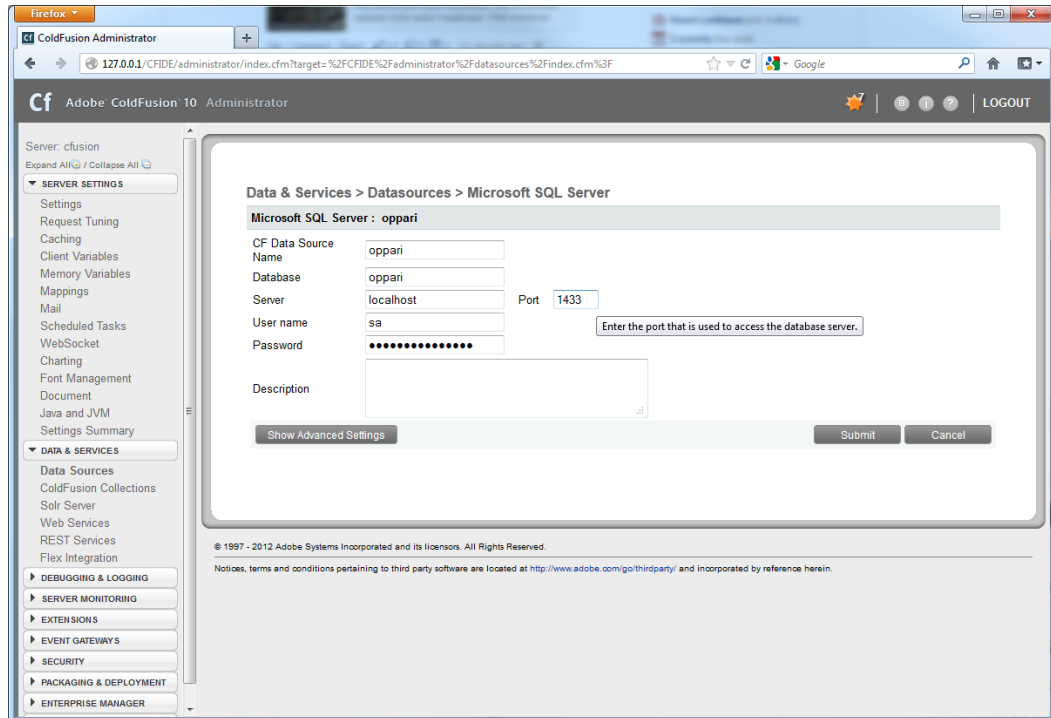 Firefox
ColdFusion Administrator
127.0.0.1/CFIDE/administrator/index.cfm?target=%2FCFIDE%2Fadministrator%2Fdatasources%2Findex.cfm%3F
Google
Cf Adobe® ColdFusion® 10 Administrator
7
LOGOUT
Server: cfusion
Expand All / Collapse All
SERVER SETTINGS
Settings
Request Tuning
Caching
Client Variables
Memory Variables
Mappings
Mail
Scheduled Tasks
WebSocket
Charting
Font Management
Document
Java and JVM
Settings Summary
DATA & SERVICES
Data Sources
ColdFusion Collections
Solr Server
Web Services
REST Services
Flex Integration
DEBUGGING & LOGGING
SERVER MONITORING
EXTENSIONS
EVENT GATEWAYS
SECURITY
PACKAGING & DEPLOYMENT
ENTERPRISE MANAGER
Data & Services > Datasources > Microsoft SQL Server
Microsoft SQL Server : oppari
CF Data Source Name oppari
Database oppari
Server localhost Port 1433
User name sa
Enter the port that is used to access the database server.
Password •••••••••••••••
Description
Show Advanced Settings Submit Cancel
© 1997 - 2012 Adobe Systems Incorporated and its licensors. All Rights Reserved.
Notices, terms and conditions pertaining to third party software are located at http://www.adobe.com/go/thirdparty/ and incorporated by reference herein.